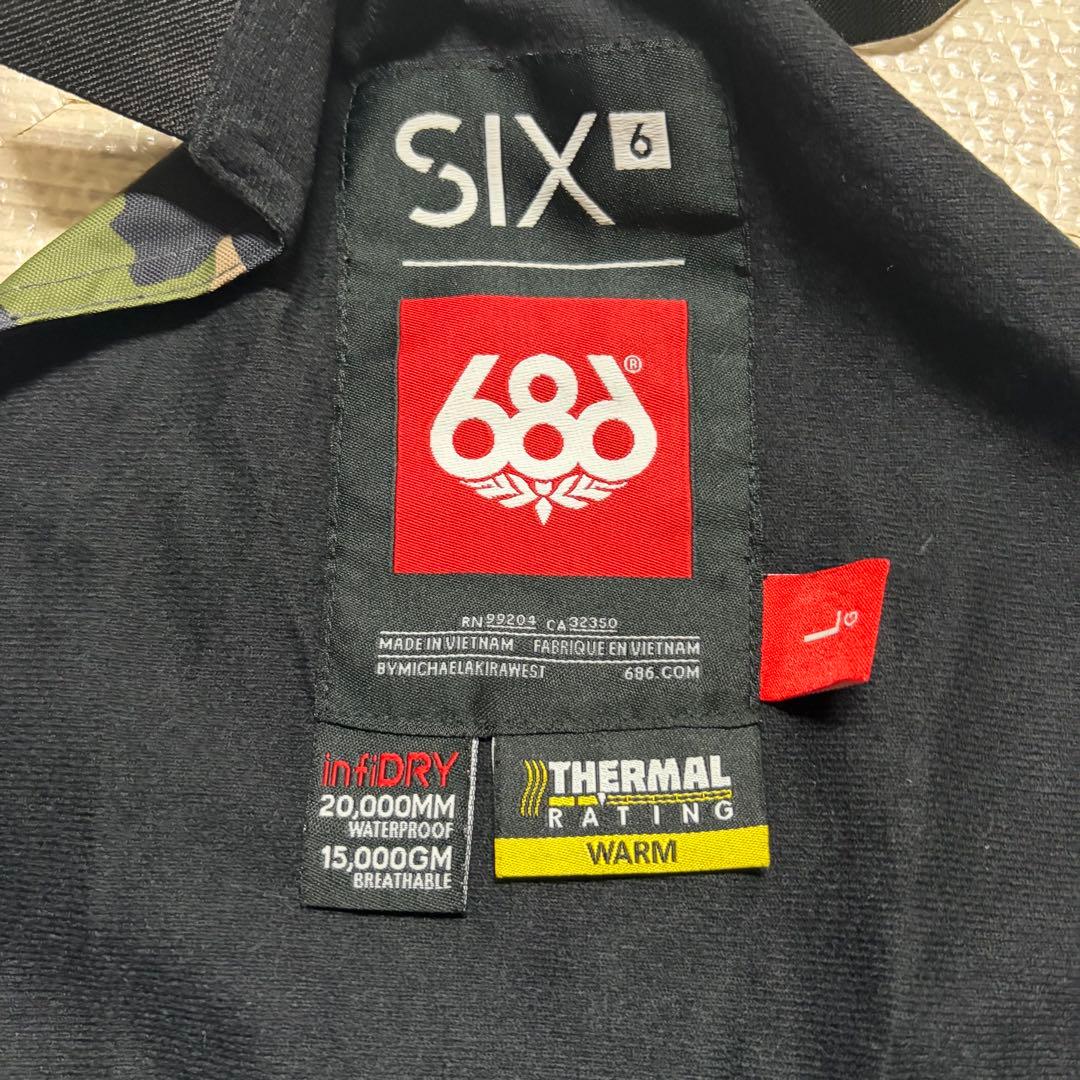 SIX 6
686®
RN 99204 CA 32350
MADE IN VIETNAM FABRIQUE EN VIETNAM
BYMICHAELAKIRAWEST 686.COM
LG
infiDRY
20,000MM
WATERPROOF
15,000GM
BREATHABLE
THERMAL
RATING
WARM